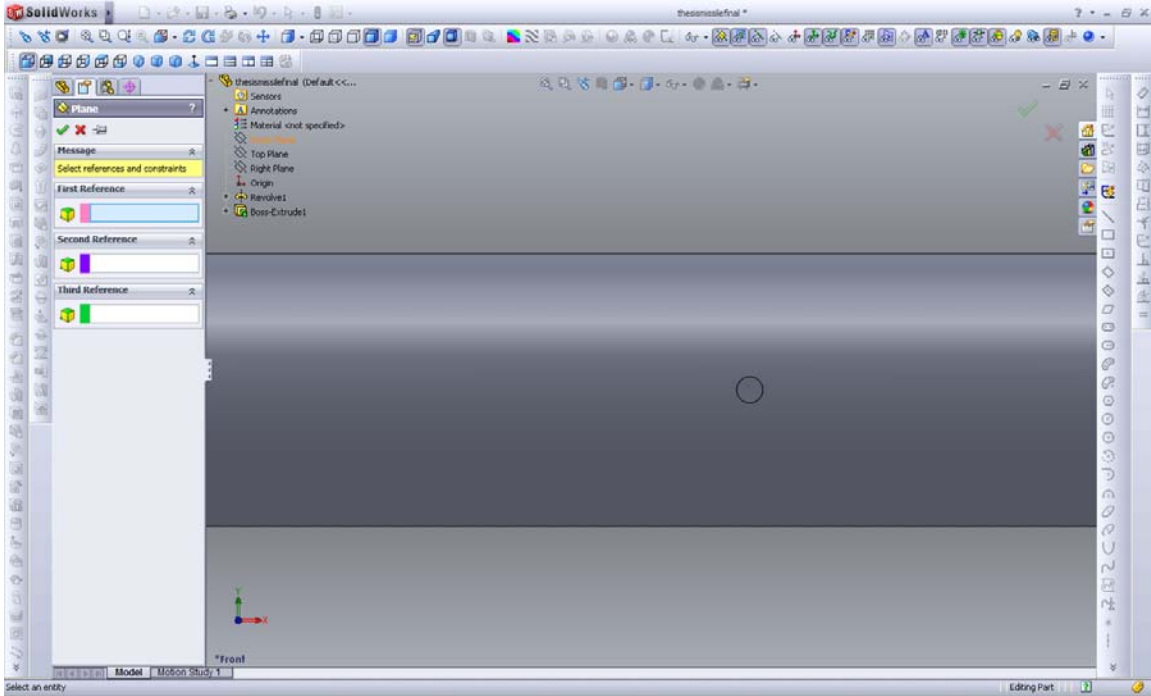 SolidWorks
thesismisslefinal *
thesismisslefinal (Default<<...
Sensors
Annotations
Material <not specified>
Front Plane
Top Plane
Right Plane
Origin
Revolve1
Boss-Extrude1
Plane ?
Message
Select references and constraints
First Reference
Second Reference
Third Reference
Y
X
*Front
Model
Motion Study 1
Select an entity
Editing Part